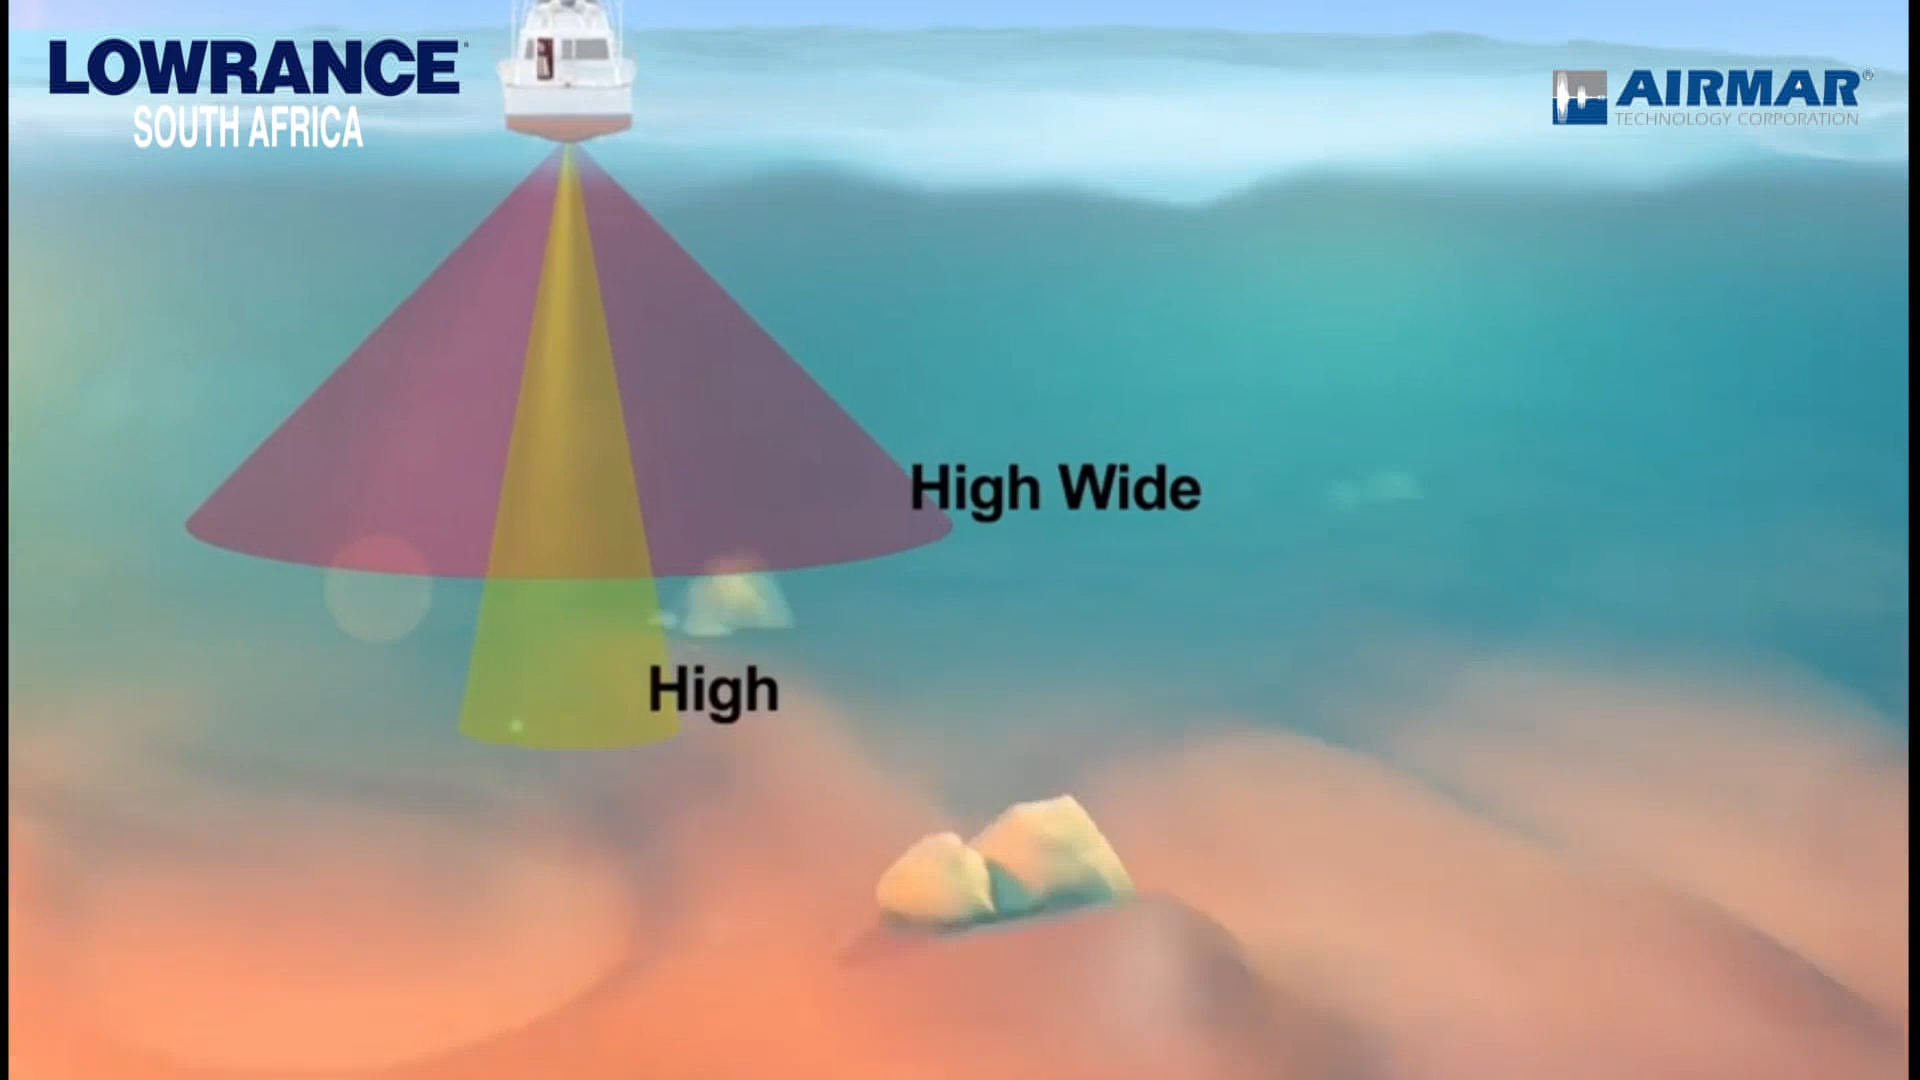 LOWRANCE
SOUTH AFRICA
AIRMAR®
TECHNOLOGY CORPORATION
High Wide
High